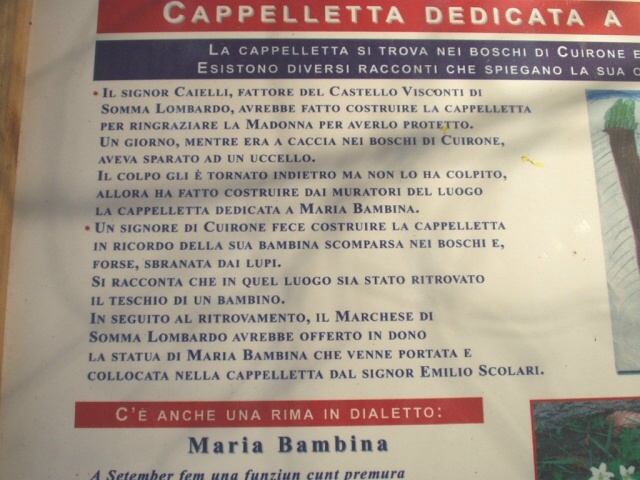 CAPPELLETTA DEDICATA A
LA CAPPELLETTA SI TROVA NEI BOSCHI DI CUIRONE E
ESISTONO DIVERSI RACCONTI CHE SPIEGANO LA SUA
• IL SIGNOR CAIELLI, FATTORE DEL CASTELLO VISCONTI DI
SOMMA LOMBARDO, AVREBBE FATTO COSTRUIRE LA CAPPELLETTA
PER RINGRAZIARE LA MADONNA PER AVERLO PROTETTO.
UN GIORNO, MENTRE ERA A CACCIA NEI BOSCHI DI CUIRONE,
AVEVA SPARATO AD UN UCCELLO.
IL COLPO GLI È TORNATO INDIETRO MA NON LO HA COLPITO,
ALLORA HA FATTO COSTRUIRE DAI MURATORI DEL LUOGO
LA CAPPELLETTA DEDICATA A MARIA BAMBINA.
• UN SIGNORE DI CUIRONE FECE COSTRUIRE LA CAPPELLETTA
IN RICORDO DELLA SUA BAMBINA SCOMPARSA NEI BOSCHI E,
FORSE, SBRANATA DAI LUPI.
SI RACCONTA CHE IN QUEL LUOGO SIA STATO RITROVATO
IL TESCHIO DI UN BAMBINO.
IN SEGUITO AL RITROVAMENTO, IL MARCHESE DI
SOMMA LOMBARDO AVREBBE OFFERTO IN DONO
LA STATUA DI MARIA BAMBINA CHE VENNE PORTATA E
COLLOCATA NELLA CAPPELLETTA DAL SIGNOR EMILIO SCOLARI.
C'È ANCHE UNA RIMA IN DIALETTO:
Maria Bambina
A Setember fem una funziun cunt premura